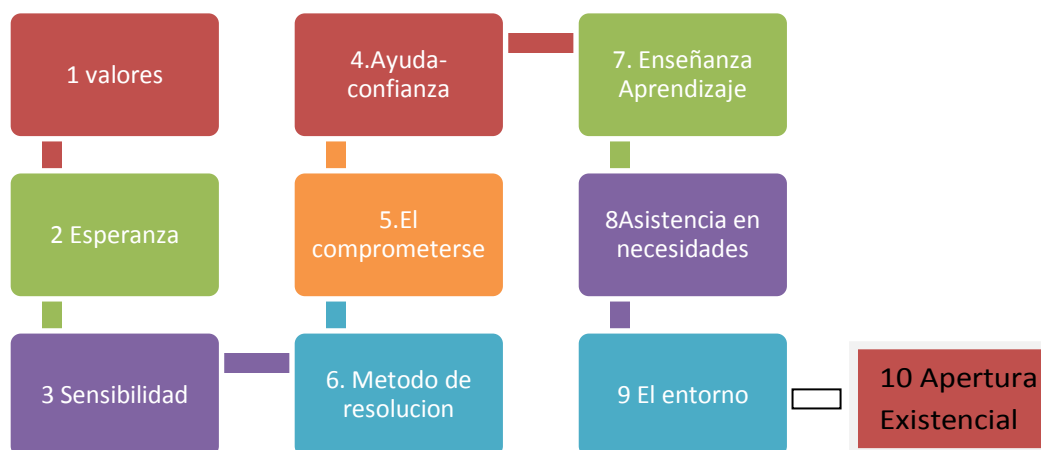 1 valores
2 Esperanza
3 Sensibilidad
4.Ayuda-
confianza
5.El
comprometerse
6. Metodo de
resolucion
7. Enseñanza
Aprendizaje
8Asistencia en
necesidades
9 El entorno
10 Apertura
Existencial